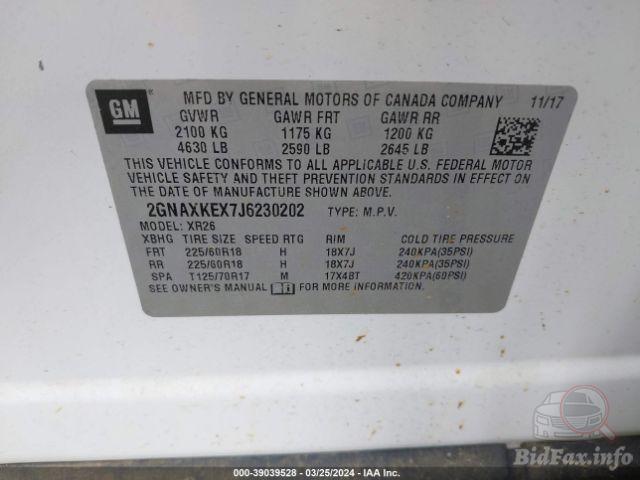 GM
®
MFD BY GENERAL MOTORS OF CANADA COMPANY 11/17
GVWR GAWR FRT GAWR RR
2100 KG 1175 KG 1200 KG
4630 LB 2590 LB 2645 LB
THIS VEHICLE CONFORMS TO ALL APPLICABLE U.S. FEDERAL MOTOR
VEHICLE SAFETY AND THEFT PREVENTION STANDARDS IN EFFECT ON
THE DATE OF MANUFACTURE SHOWN ABOVE.
2GNAXKEX7J6230202 TYPE: M.P.V.
MODEL: XR26
XBHG TIRE SIZE SPEED RTG RIM COLD TIRE PRESSURE
FRT 225/60R18 H 18X7J 240KPA(35PSI)
RR 225/60R18 H 18X7J 240KPA(35PSI)
SPA T125/70R17 M 17X4BT 420KPA(60PSI)
SEE OWNER'S MANUAL FOR MORE INFORMATION.
BidFax.info
000-39039528 - 03/25/2024 - IAA Inc.